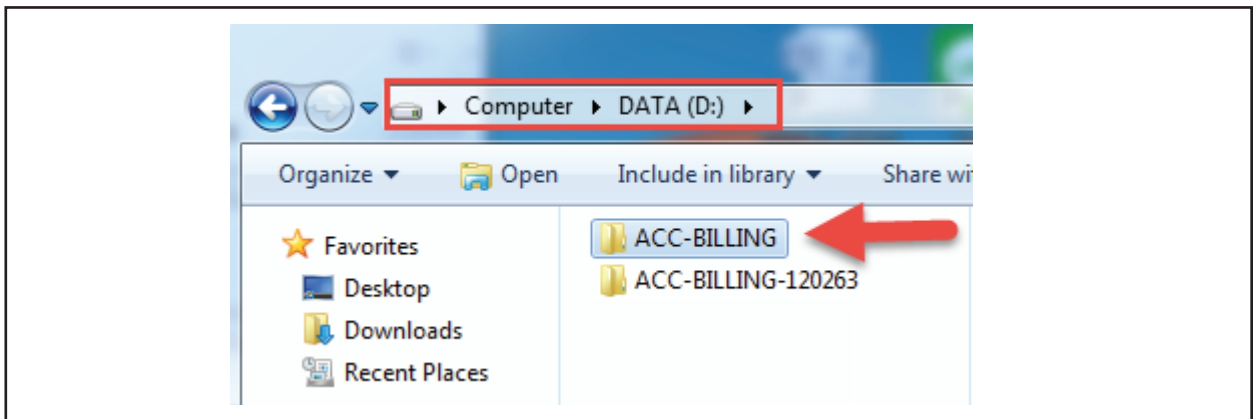 Computer DATA (D:)
Organize Open Include in library Share wi
Favorites
Desktop
Downloads
Recent Places
ACC-BILLING
ACC-BILLING-120263